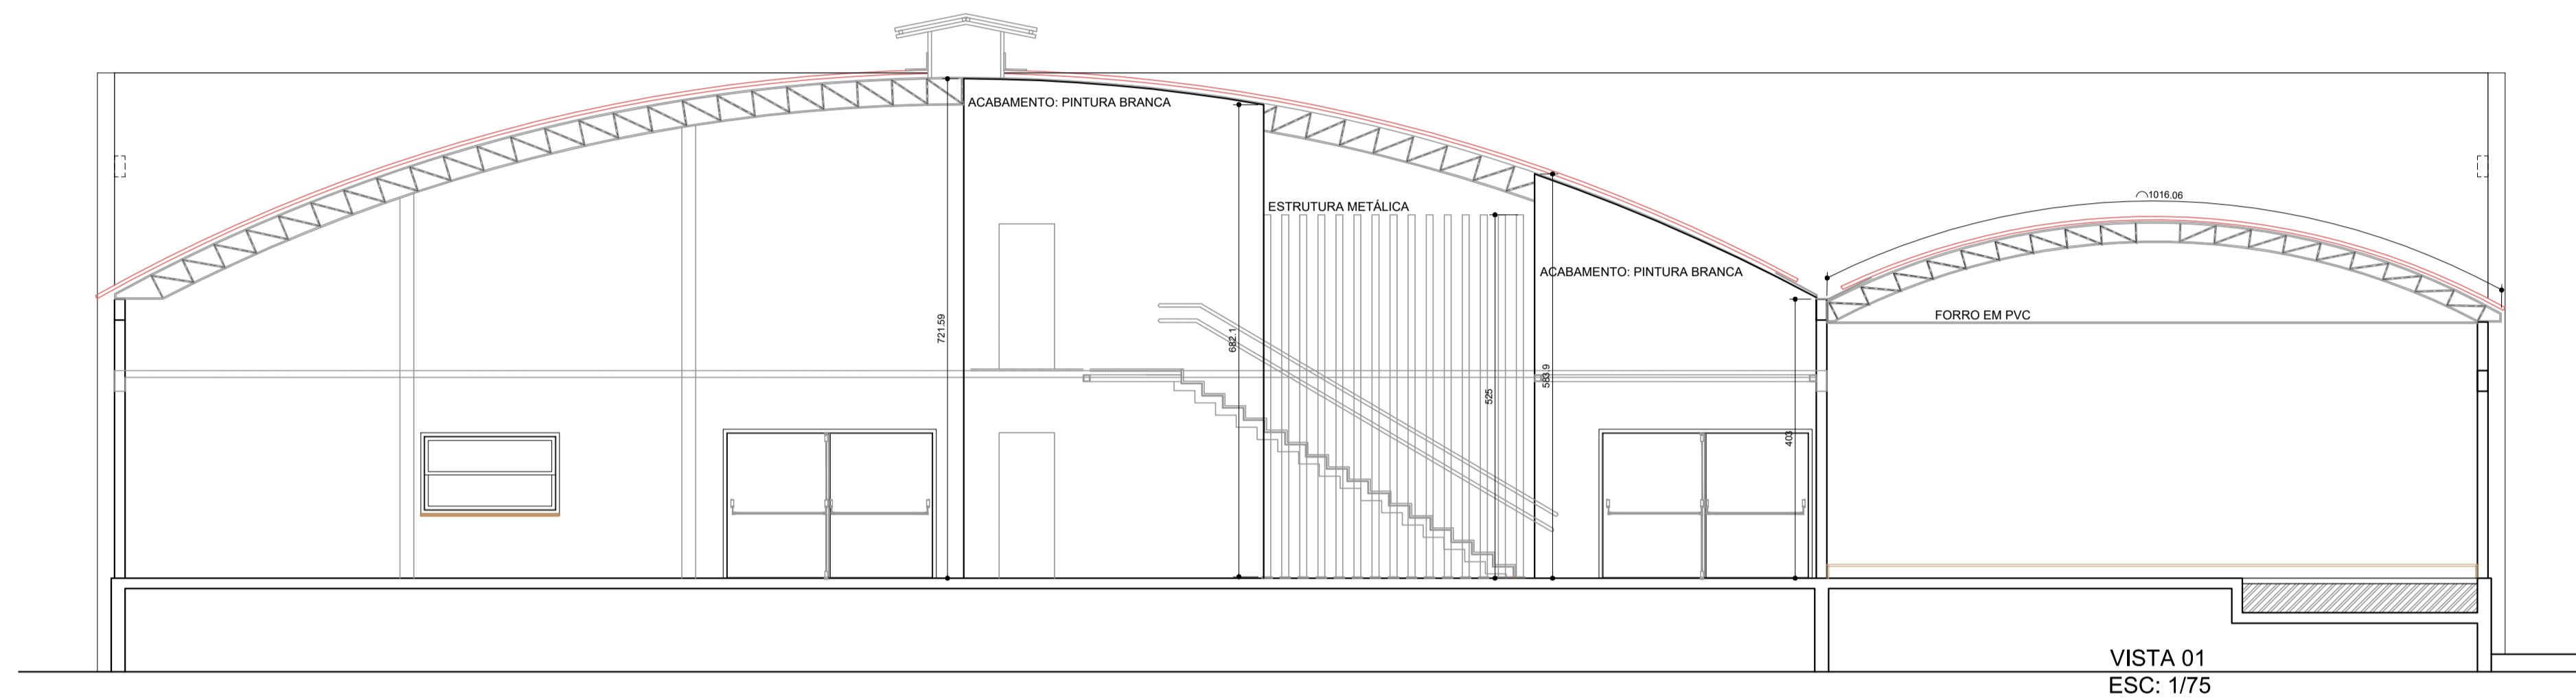 ACABAMENTO: PINTURA BRANCA
1016.06
ESTRUTURA METÁLICA
ACABAMENTO: PINTURA BRANCA
FORRO EM PVC
721.59
682.1
583.9
525
403
VISTA 01
ESC: 1/75